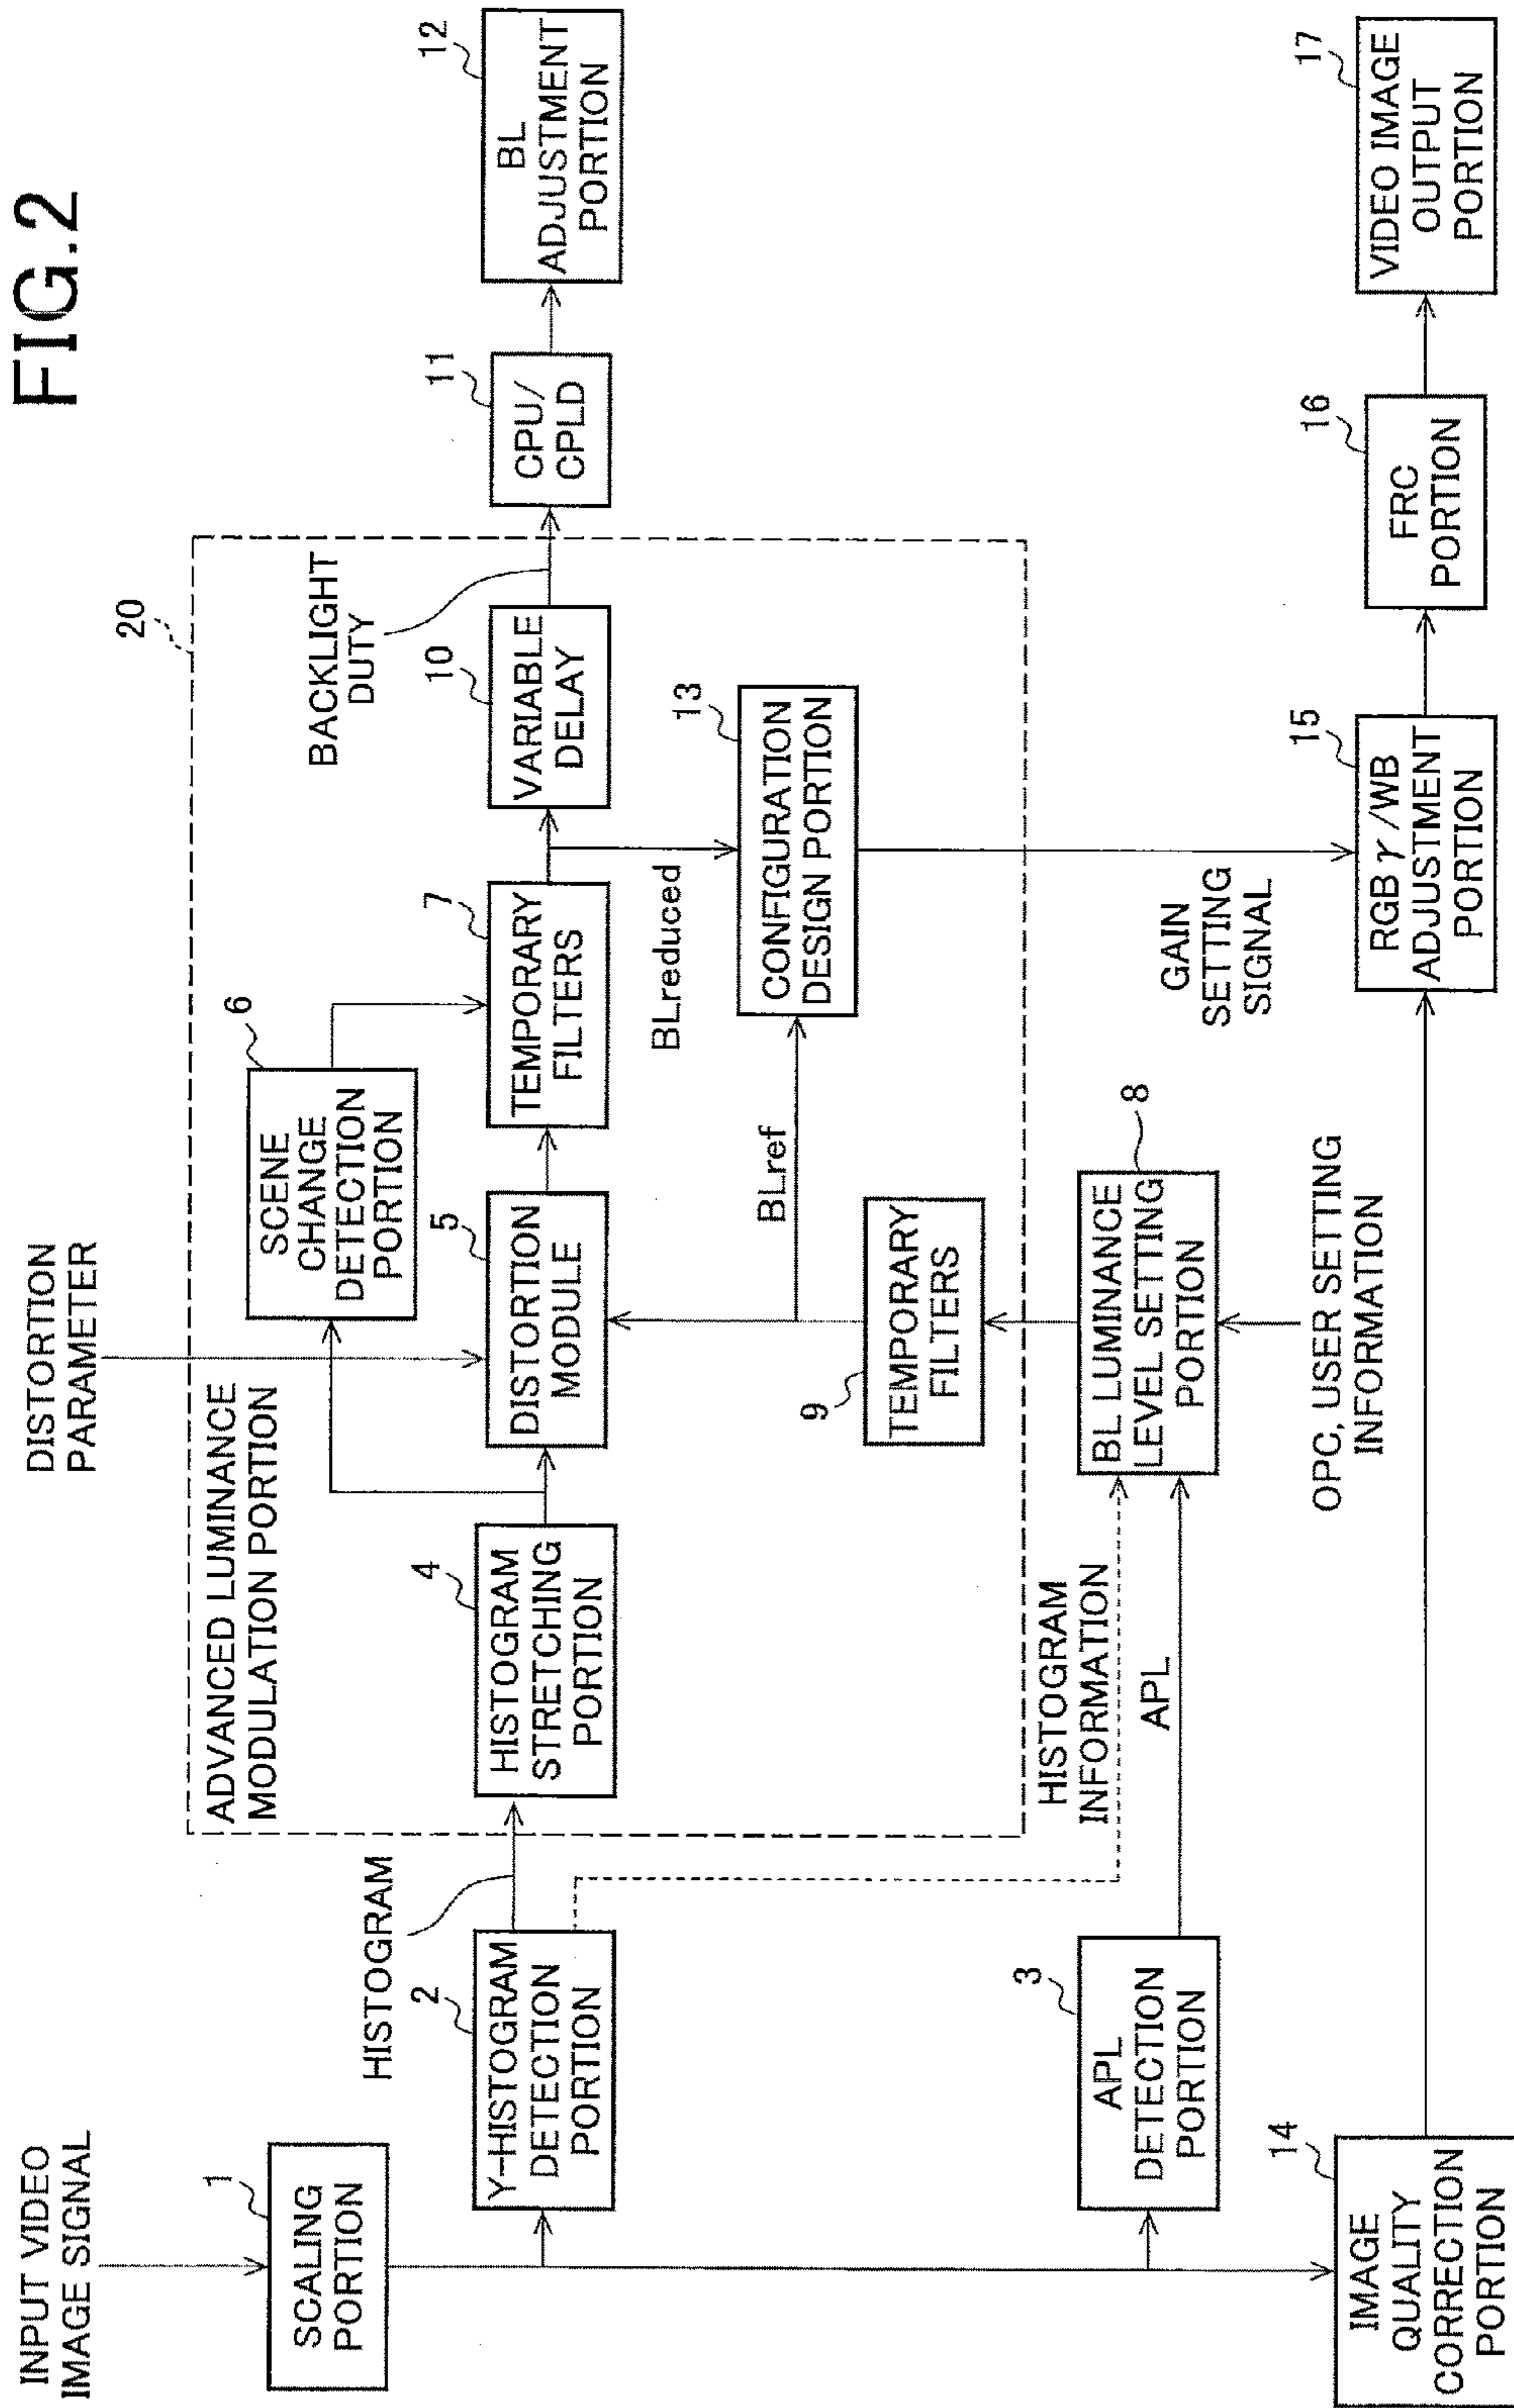 FIG.2
INPUT VIDEO
IMAGE SIGNAL
1
SCALING
PORTION
HISTOGRAM
2
Y-HISTOGRAM
DETECTION
PORTION
3
APL
DETECTION
PORTION
14
IMAGE
QUALITY
CORRECTION
PORTION
DISTORTION
PARAMETER
20
ADVANCED LUMINANCE
MODULATION PORTION
4
HISTOGRAM
STRETCHING
PORTION
5
DISTORTION
MODULE
6
SCENE
CHANGE
DETECTION
PORTION
7
TEMPORARY
FILTERS
BACKLIGHT
DUTY
10
VARIABLE
DELAY
11
CPU/
CPLD
12
BL
ADJUSTMENT
PORTION
BLreduced
BLref
13
CONFIGURATION
DESIGN PORTION
9
TEMPORARY
FILTERS
HISTOGRAM
INFORMATION
APL
8
BL LUMINANCE
LEVEL SETTING
PORTION
OPC, USER SETTING
INFORMATION
GAIN
SETTING
SIGNAL
15
RGBγ/WB
ADJUSTMENT
PORTION
16
FRC
PORTION
17
VIDEO IMAGE
OUTPUT
PORTION